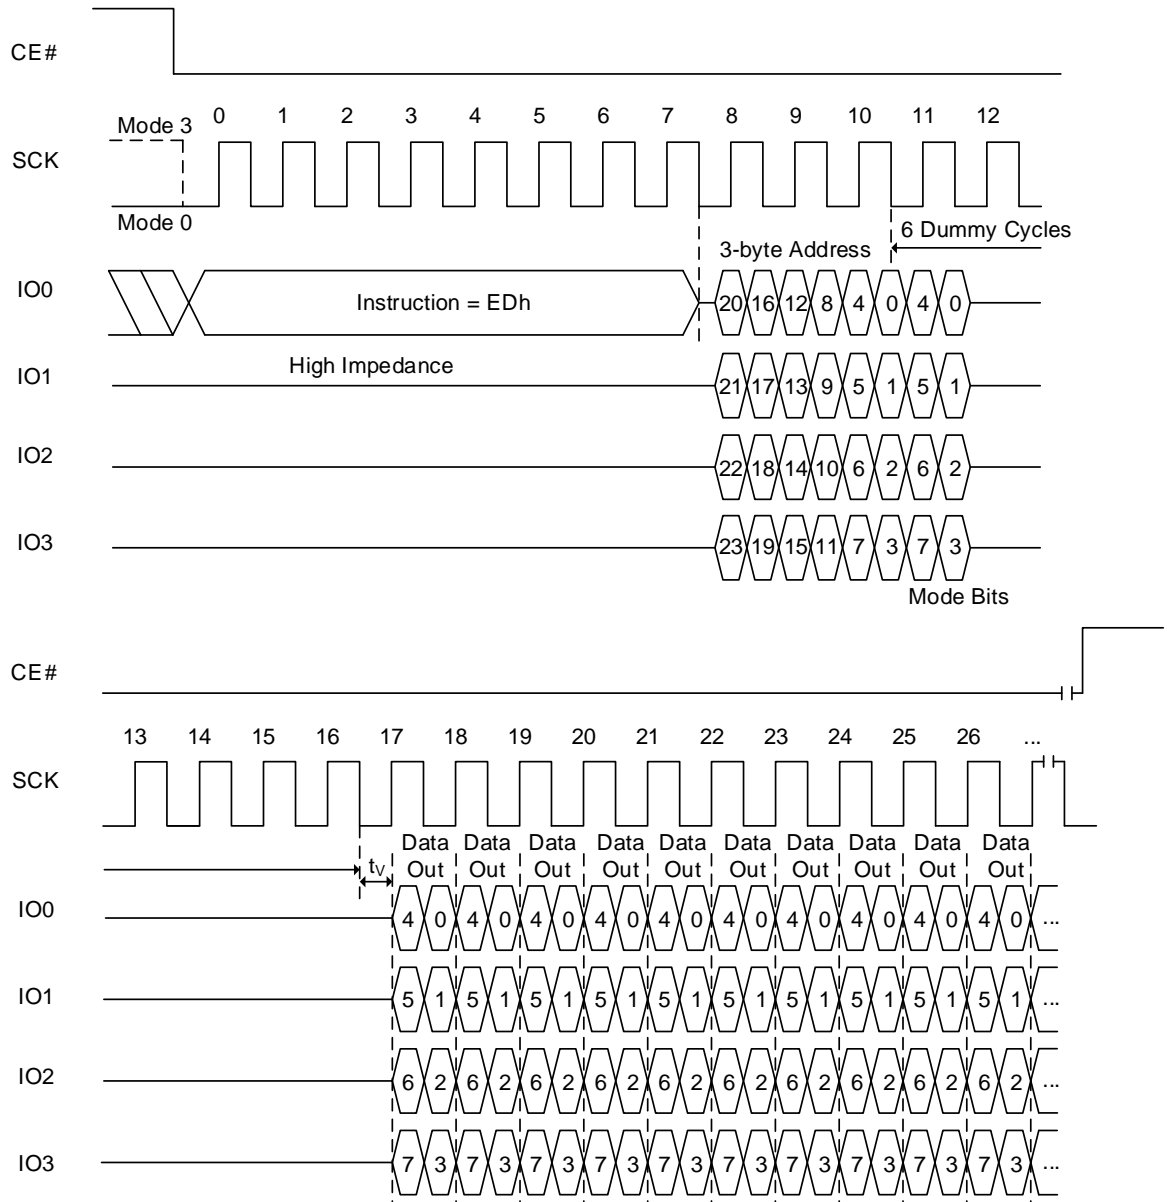 CE#
Mode 3
0 1 2 3 4 5 6 7 8 9 10 11 12
SCK
Mode 0
6 Dummy Cycles
3-byte Address
IO0
Instruction = EDh
20 16 12 8 4 0 4 0
IO1
High Impedance
21 17 13 9 5 1 5 1
IO2
22 18 14 10 6 2 6 2
IO3
23 19 15 11 7 3 7 3
Mode Bits
CE#
13 14 15 16 17 18 19 20 21 22 23 24 25 26 ...
SCK
Data Data Data Data Data Data Data Data Data Data
tV Out Out Out Out Out Out Out Out Out Out
IO0
4 0 4 0 4 0 4 0 4 0 4 0 4 0 4 0 4 0 4 0 ...
IO1
5 1 5 1 5 1 5 1 5 1 5 1 5 1 5 1 5 1 5 1 ...
IO2
6 2 6 2 6 2 6 2 6 2 6 2 6 2 6 2 6 2 6 2 ...
IO3
7 3 7 3 7 3 7 3 7 3 7 3 7 3 7 3 7 3 7 3 ...